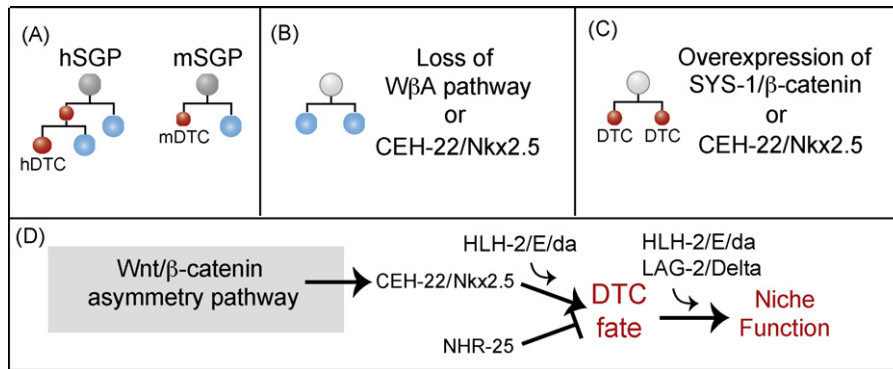 (A)
hSGP
mSGP
hDTC
mDTC
(B)
Loss of
WβA pathway
or
CEH-22/Nkx2.5
(C)
Overexpression of
SYS-1/β-catenin
or
CEH-22/Nkx2.5
DTC
DTC
(D)
Wnt/β-catenin
asymmetry pathway
CEH-22/Nkx2.5
HLH-2/E/da
NHR-25
DTC
fate
HLH-2/E/da
LAG-2/Delta
Niche
Function